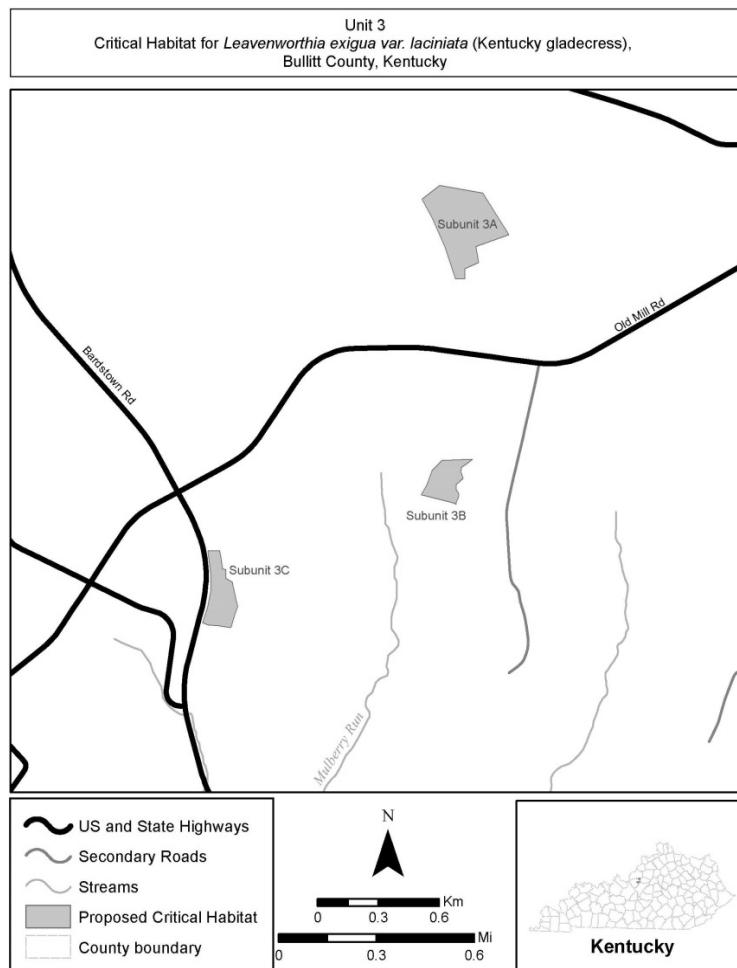 Unit 3
Critical Habitat for Leavenworthia exigua var. laciniata (Kentucky gladecress),
Bullitt County, Kentucky
Subunit 3A
Old Mill Rd
Bardstown Rd
Subunit 3B
Subunit 3C
Mulberry Run
US and State Highways
Secondary Roads
Streams
Proposed Critical Habitat
County boundary
N
Km
0 0.3 0.6
Mi
0 0.3 0.6
Kentucky